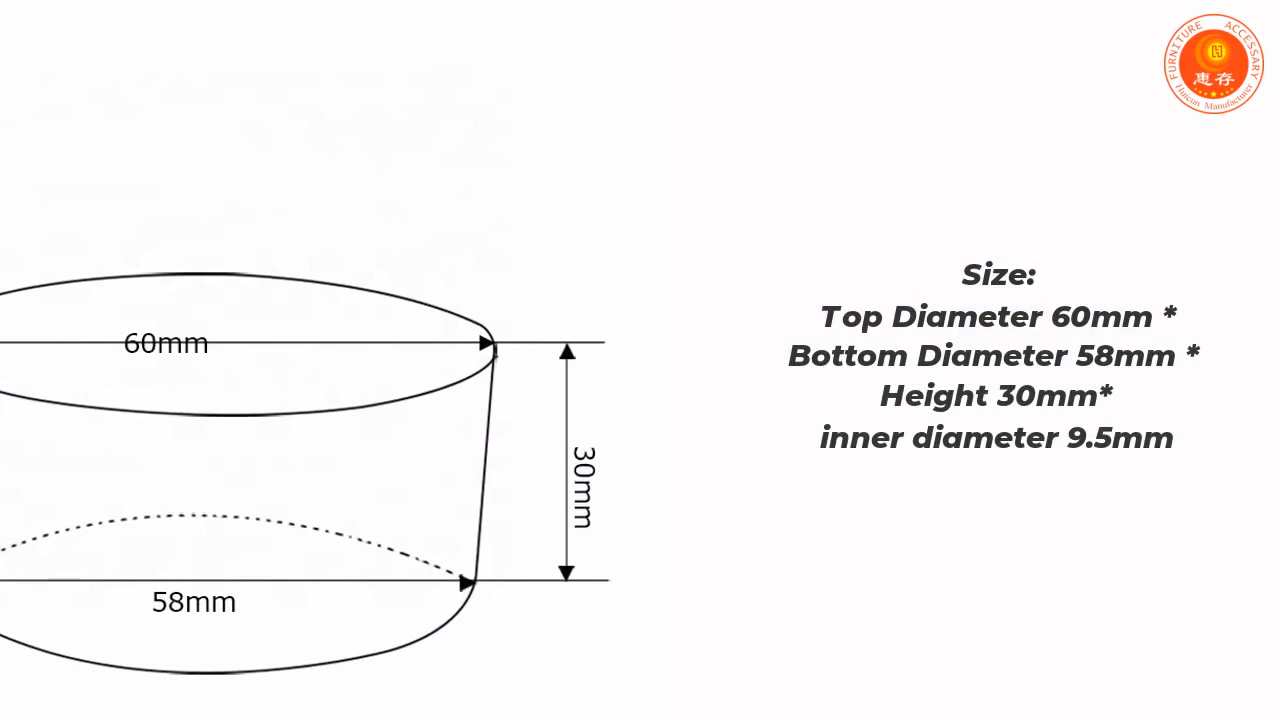 FURNITURE ACCESSARY
惠存
Huicun Manufacturer
Size:
Top Diameter 60mm *
Bottom Diameter 58mm *
Height 30mm*
inner diameter 9.5mm
60mm
30mm
58mm